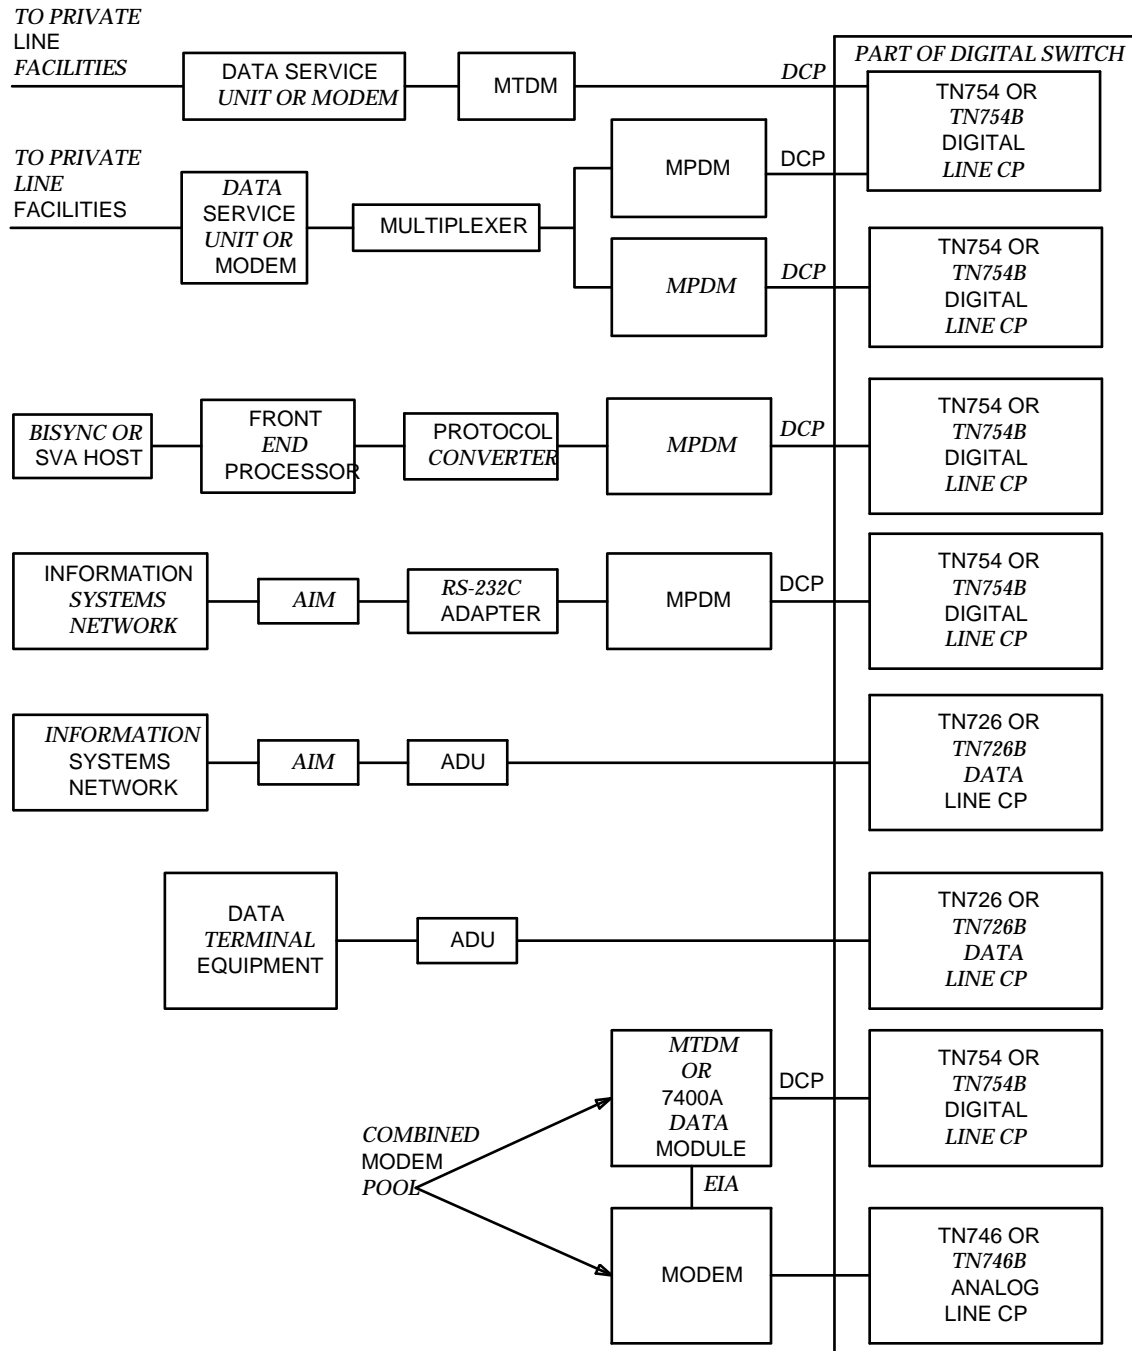 TO PRIVATE
LINE
FACILITIES
DATA SERVICE
UNIT OR MODEM
MTDM
DCP
PART OF DIGITAL SWITCH
TN754 OR
TN754B
DIGITAL
LINE CP
TO PRIVATE
LINE
FACILITIES
DATA
SERVICE
UNIT OR
MODEM
MULTIPLEXER
MPDM
DCP
MPDM
DCP
TN754 OR
TN754B
DIGITAL
LINE CP
BISYNC OR
SVA HOST
FRONT
END
PROCESSOR
PROTOCOL
CONVERTER
MPDM
DCP
TN754 OR
TN754B
DIGITAL
LINE CP
INFORMATION
SYSTEMS
NETWORK
AIM
RS-232C
ADAPTER
MPDM
DCP
TN754 OR
TN754B
DIGITAL
LINE CP
INFORMATION
SYSTEMS
NETWORK
AIM
ADU
TN726 OR
TN726B
DATA
LINE CP
DATA
TERMINAL
EQUIPMENT
ADU
TN726 OR
TN726B
DATA
LINE CP
COMBINED
MODEM
POOL
MTDM
OR
7400A
DATA
MODULE
DCP
TN754 OR
TN754B
DIGITAL
LINE CP
EIA
MODEM
TN746 OR
TN746B
ANALOG
LINE CP